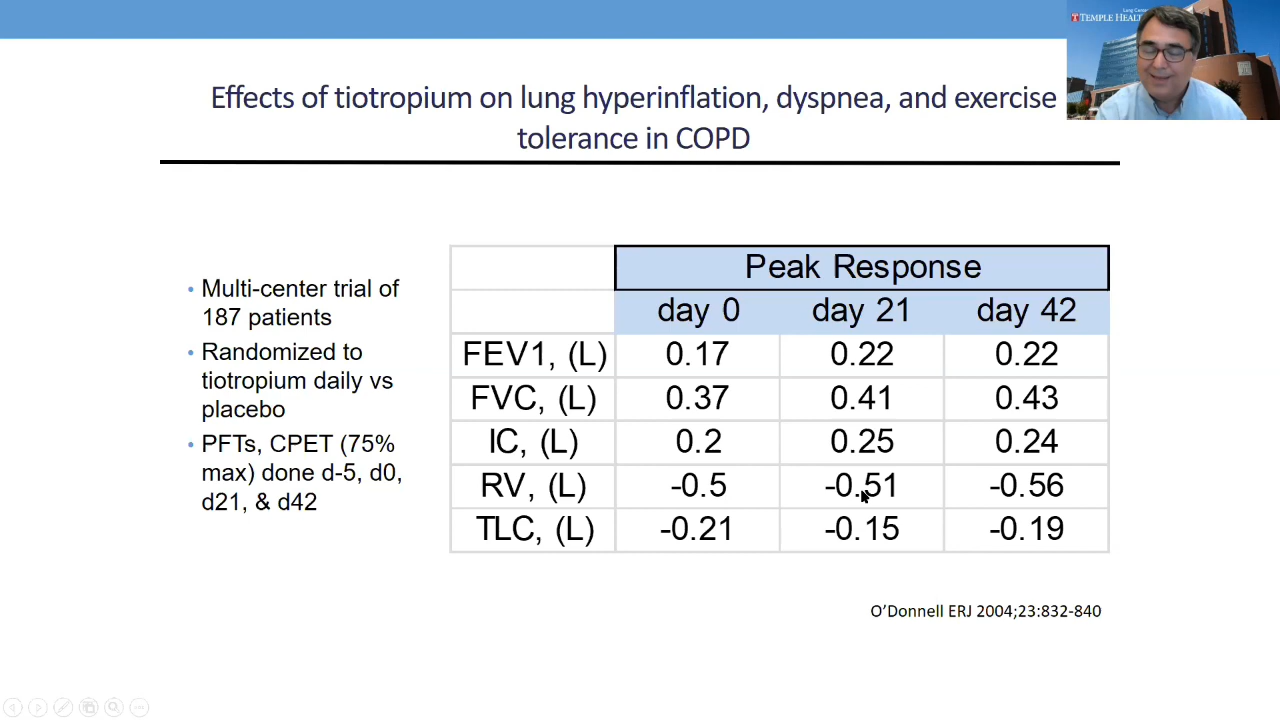 TEMPLE HEAL
Effects of tiotropium on lung hyperinflation, dyspnea, and exercise
tolerance in COPD
• Multi-center trial of
187 patients
• Randomized to
tiotropium daily vs
placebo
• PFTs, CPET (75%
max) done d-5, d0,
d21, & d42
Peak Response
day 0 day 21 day 42
FEV1, (L) 0.17 0.22 0.22
FVC, (L) 0.37 0.41 0.43
IC, (L) 0.2 0.25 0.24
RV, (L) -0.5 -0.51 -0.56
TLC, (L) -0.21 -0.15 -0.19
O'Donnell ERJ 2004;23:832-840